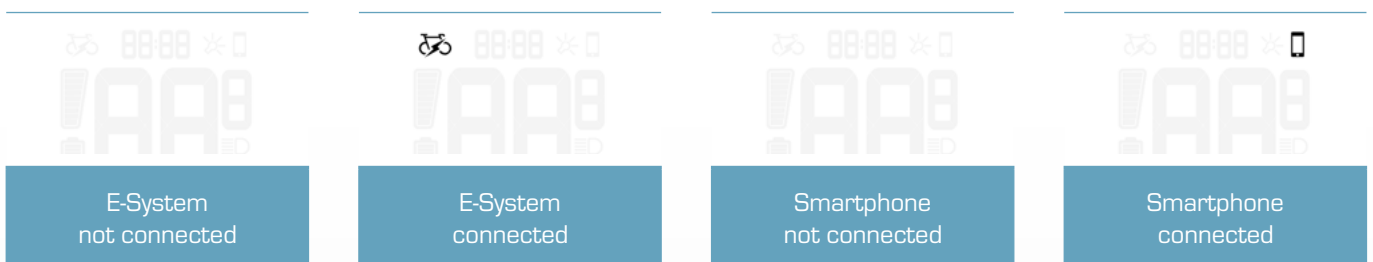 E-System
not connected
E-System
connected
Smartphone
not connected
Smartphone
connected